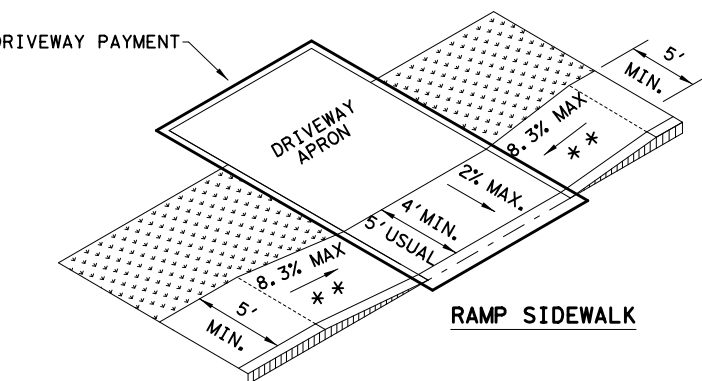 DRIVEWAY PAYMENT
5'
MIN.
DRIVEWAY
APRON
8.3% MAX
* *
2% MAX.
4' MIN.
5' USUAL
8.3% MAX
* *
5'
MIN.
RAMP SIDEWALK